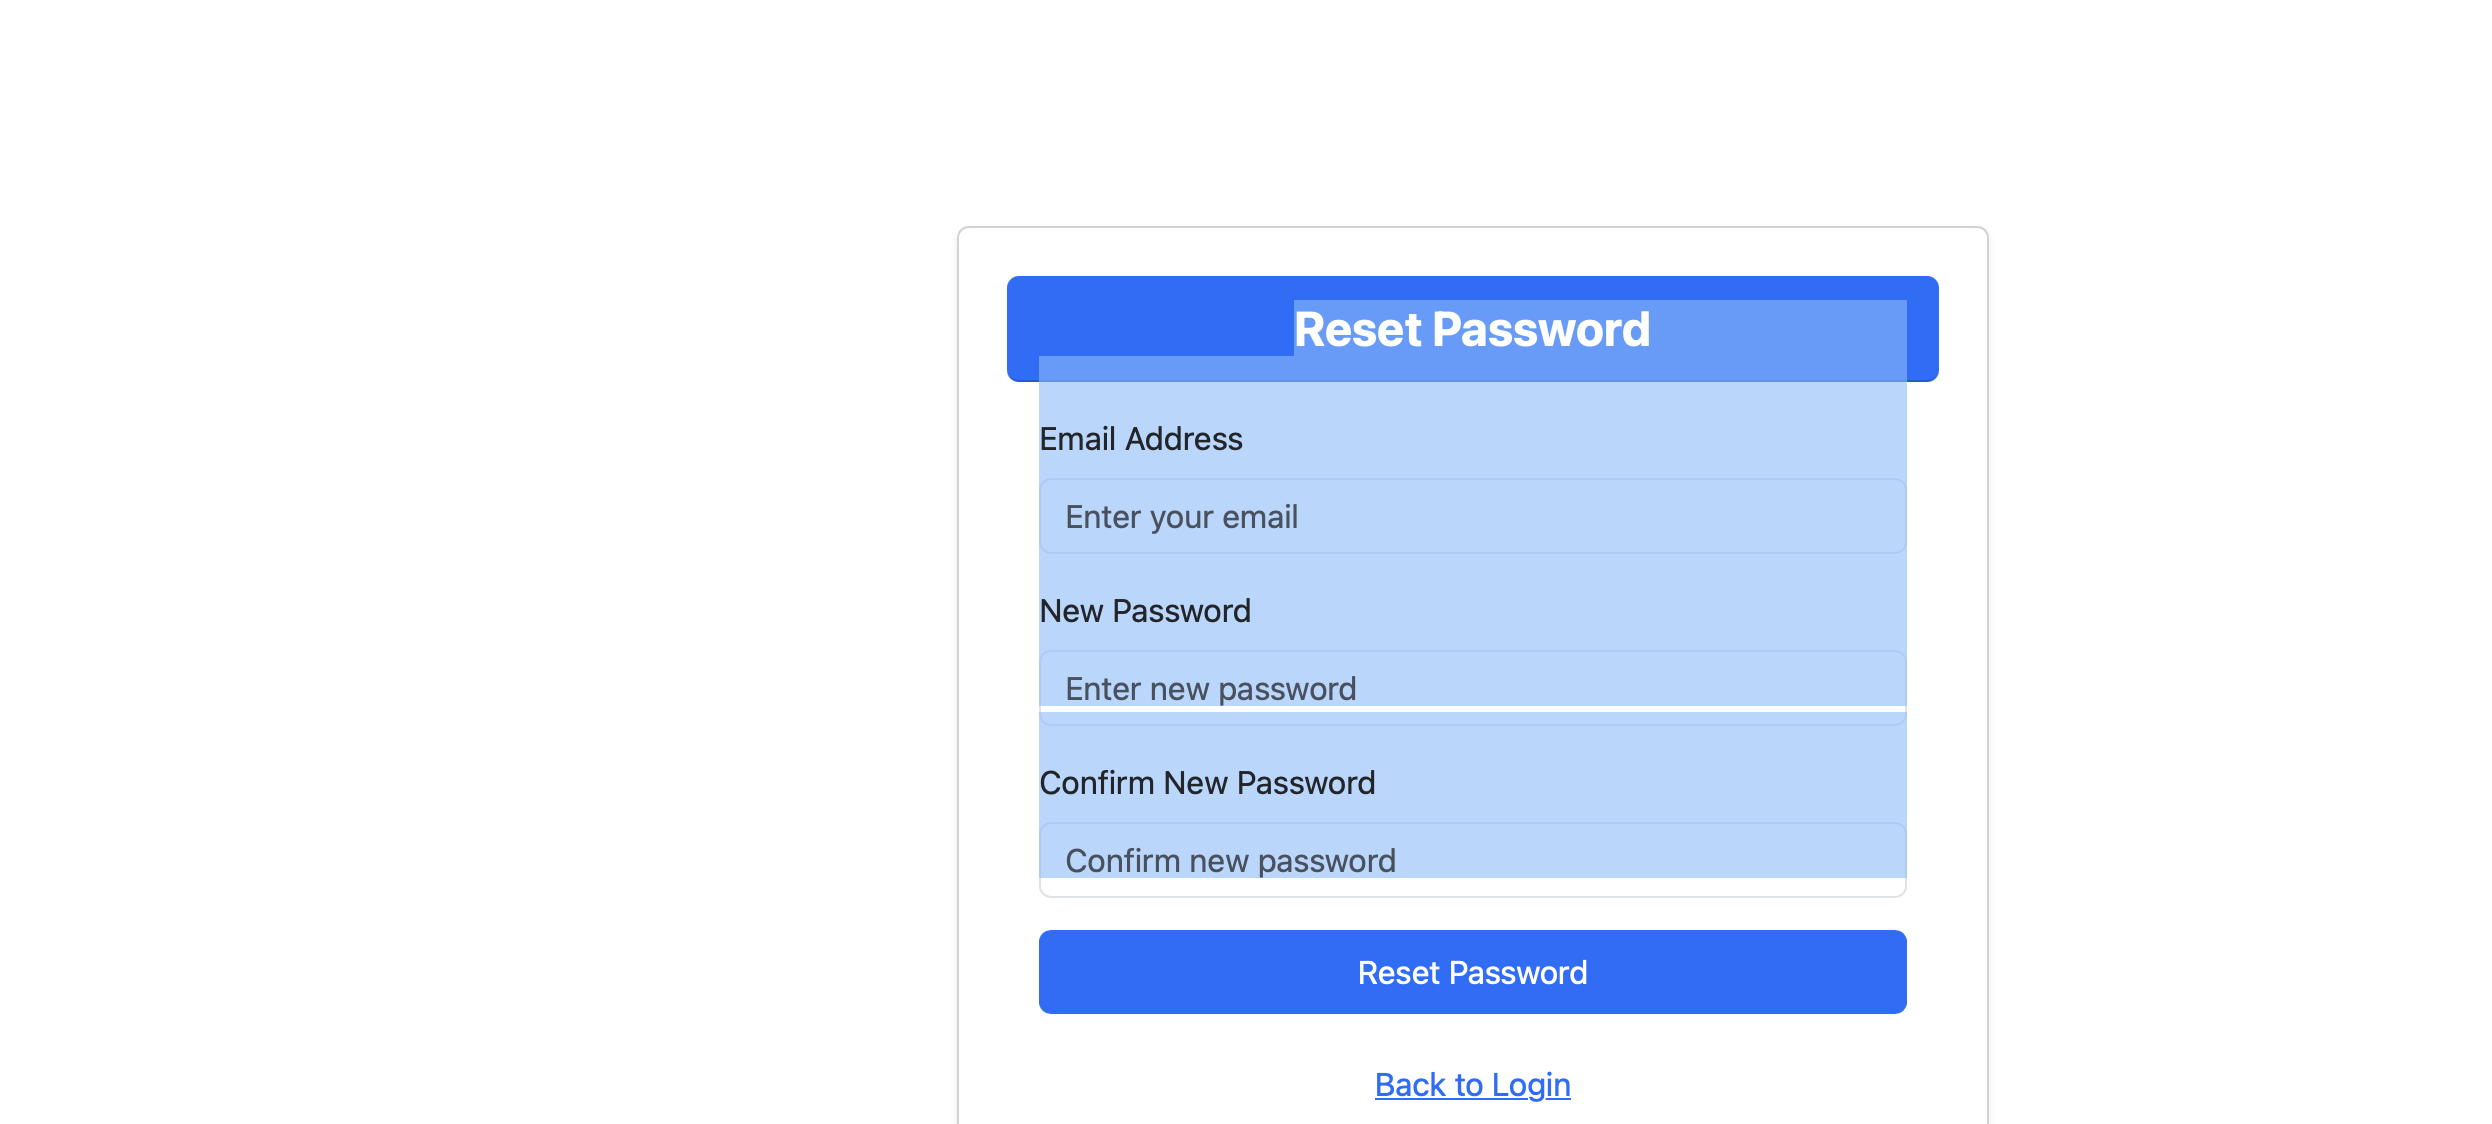 Reset Password
Email Address
Enter your email
New Password
Enter new password
Confirm New Password
Confirm new password
Reset Password
Back to Login